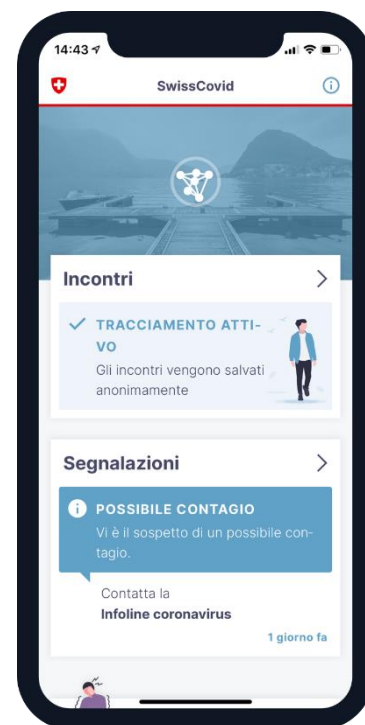 14:43
SwissCovid
Incontri
TRACCIAMENTO ATTI-
VO
Gli incontri vengono salvati
anonimamente
Segnalazioni
POSSIBILE CONTAGIO
Vi è il sospetto di un possibile con-
tagio.
Contatta la
Infoline coronavirus
1 giorno fa